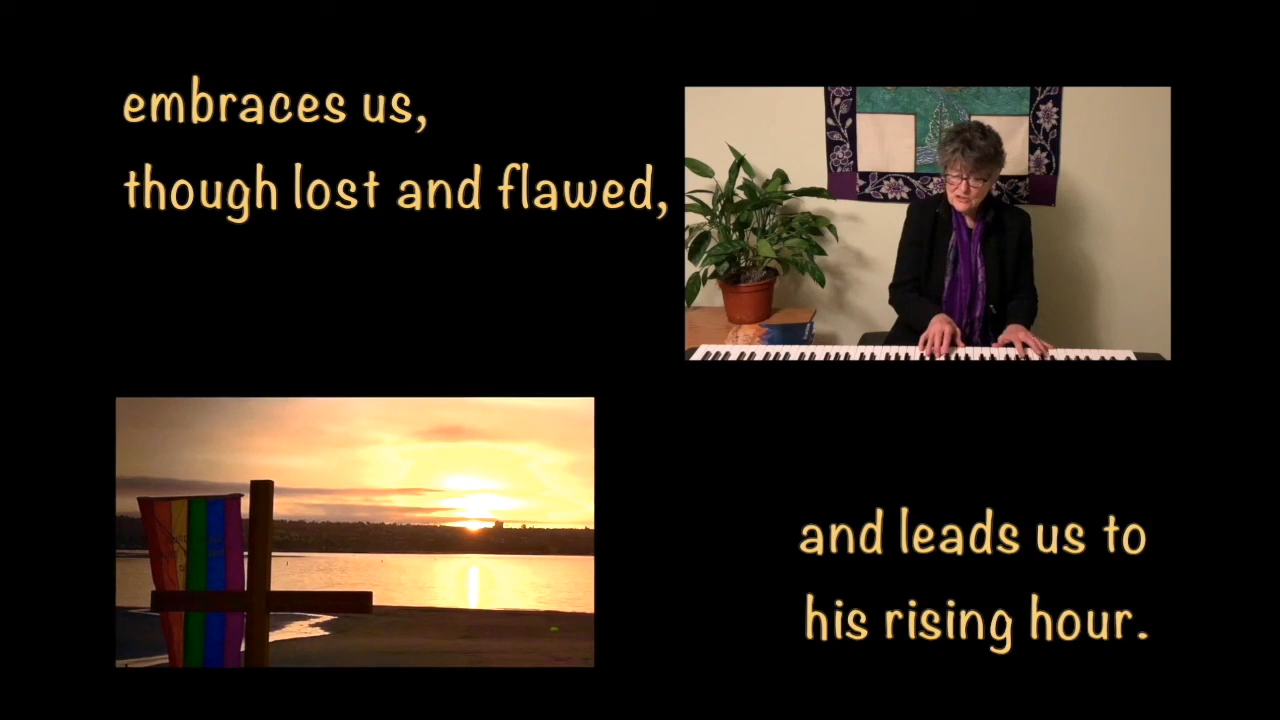 embraces us,
though lost and flawed,
and leads us to
his rising hour.